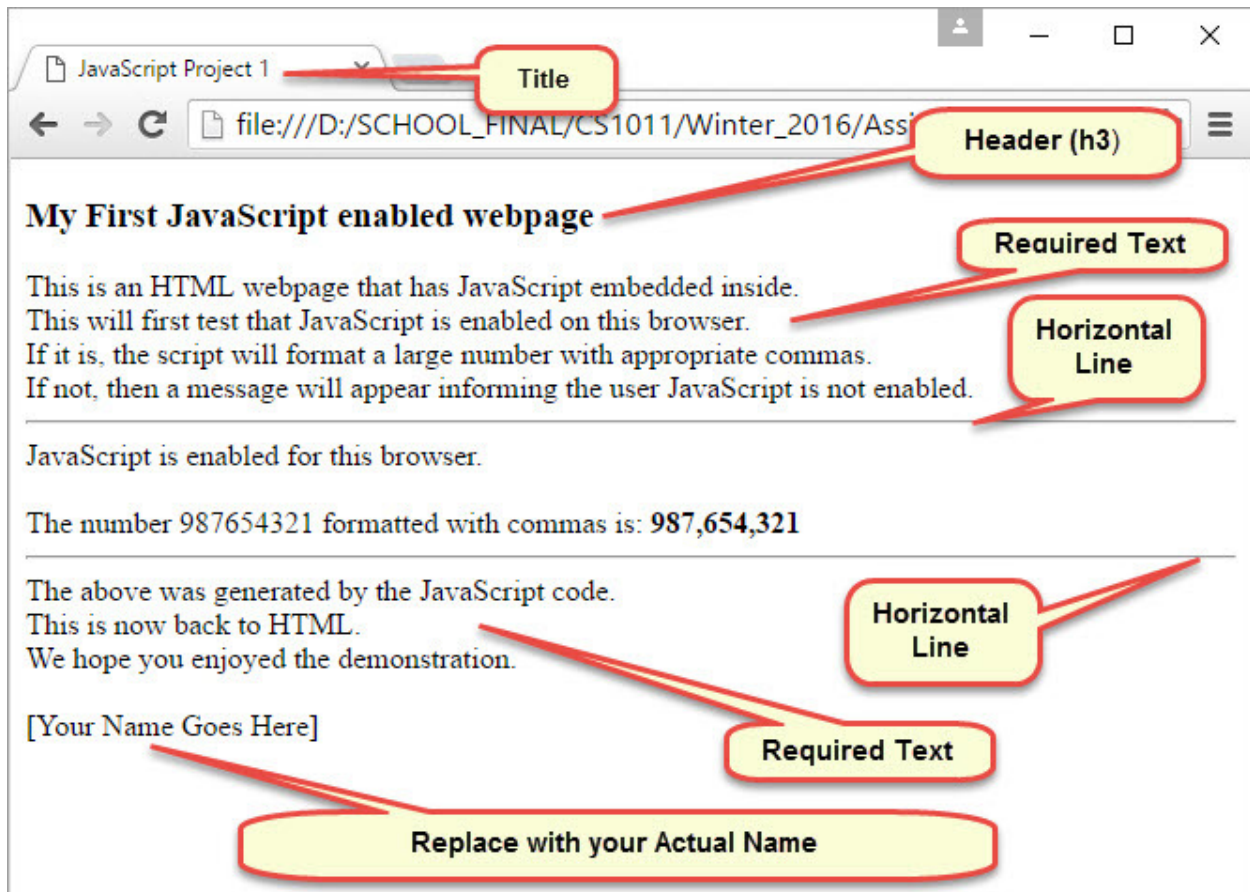 JavaScript Project 1
Title
file:///D:/SCHOOL_FINAL/CS1011/Winter_2016/Assi
Header (h3)
My First JavaScript enabled webpage
Required Text
This is an HTML webpage that has JavaScript embedded inside.
This will first test that JavaScript is enabled on this browser.
If it is, the script will format a large number with appropriate commas.
If not, then a message will appear informing the user JavaScript is not enabled.
Horizontal
Line
JavaScript is enabled for this browser.
The number 987654321 formatted with commas is: 987,654,321
The above was generated by the JavaScript code.
This is now back to HTML.
We hope you enjoyed the demonstration.
Horizontal
Line
[Your Name Goes Here]
Required Text
Replace with your Actual Name